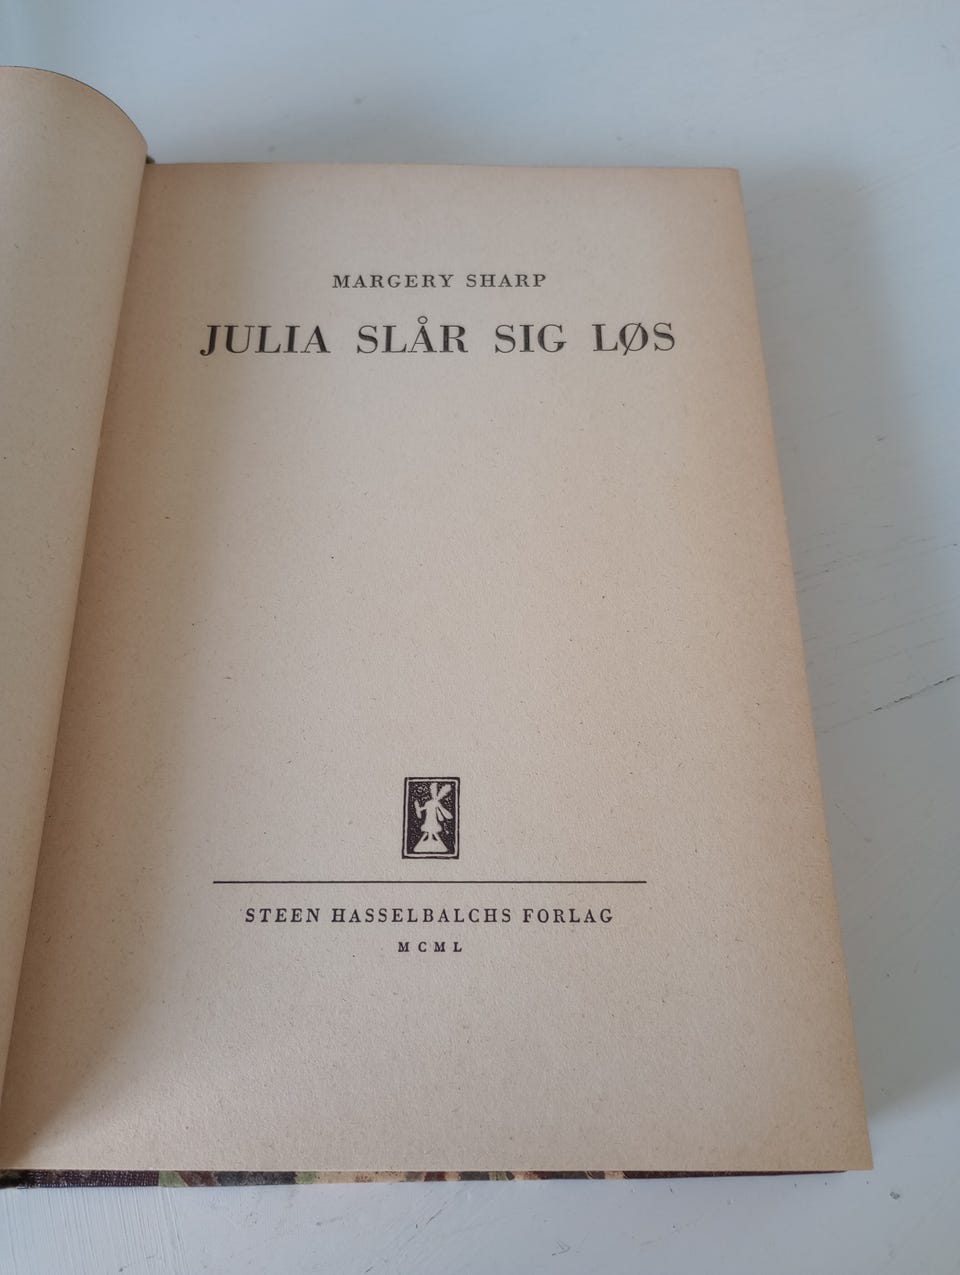 MARGERY SHARP
JULIA SLÅR SIG LØS
STEEN HASSELBALCHS FORLAG
MCML